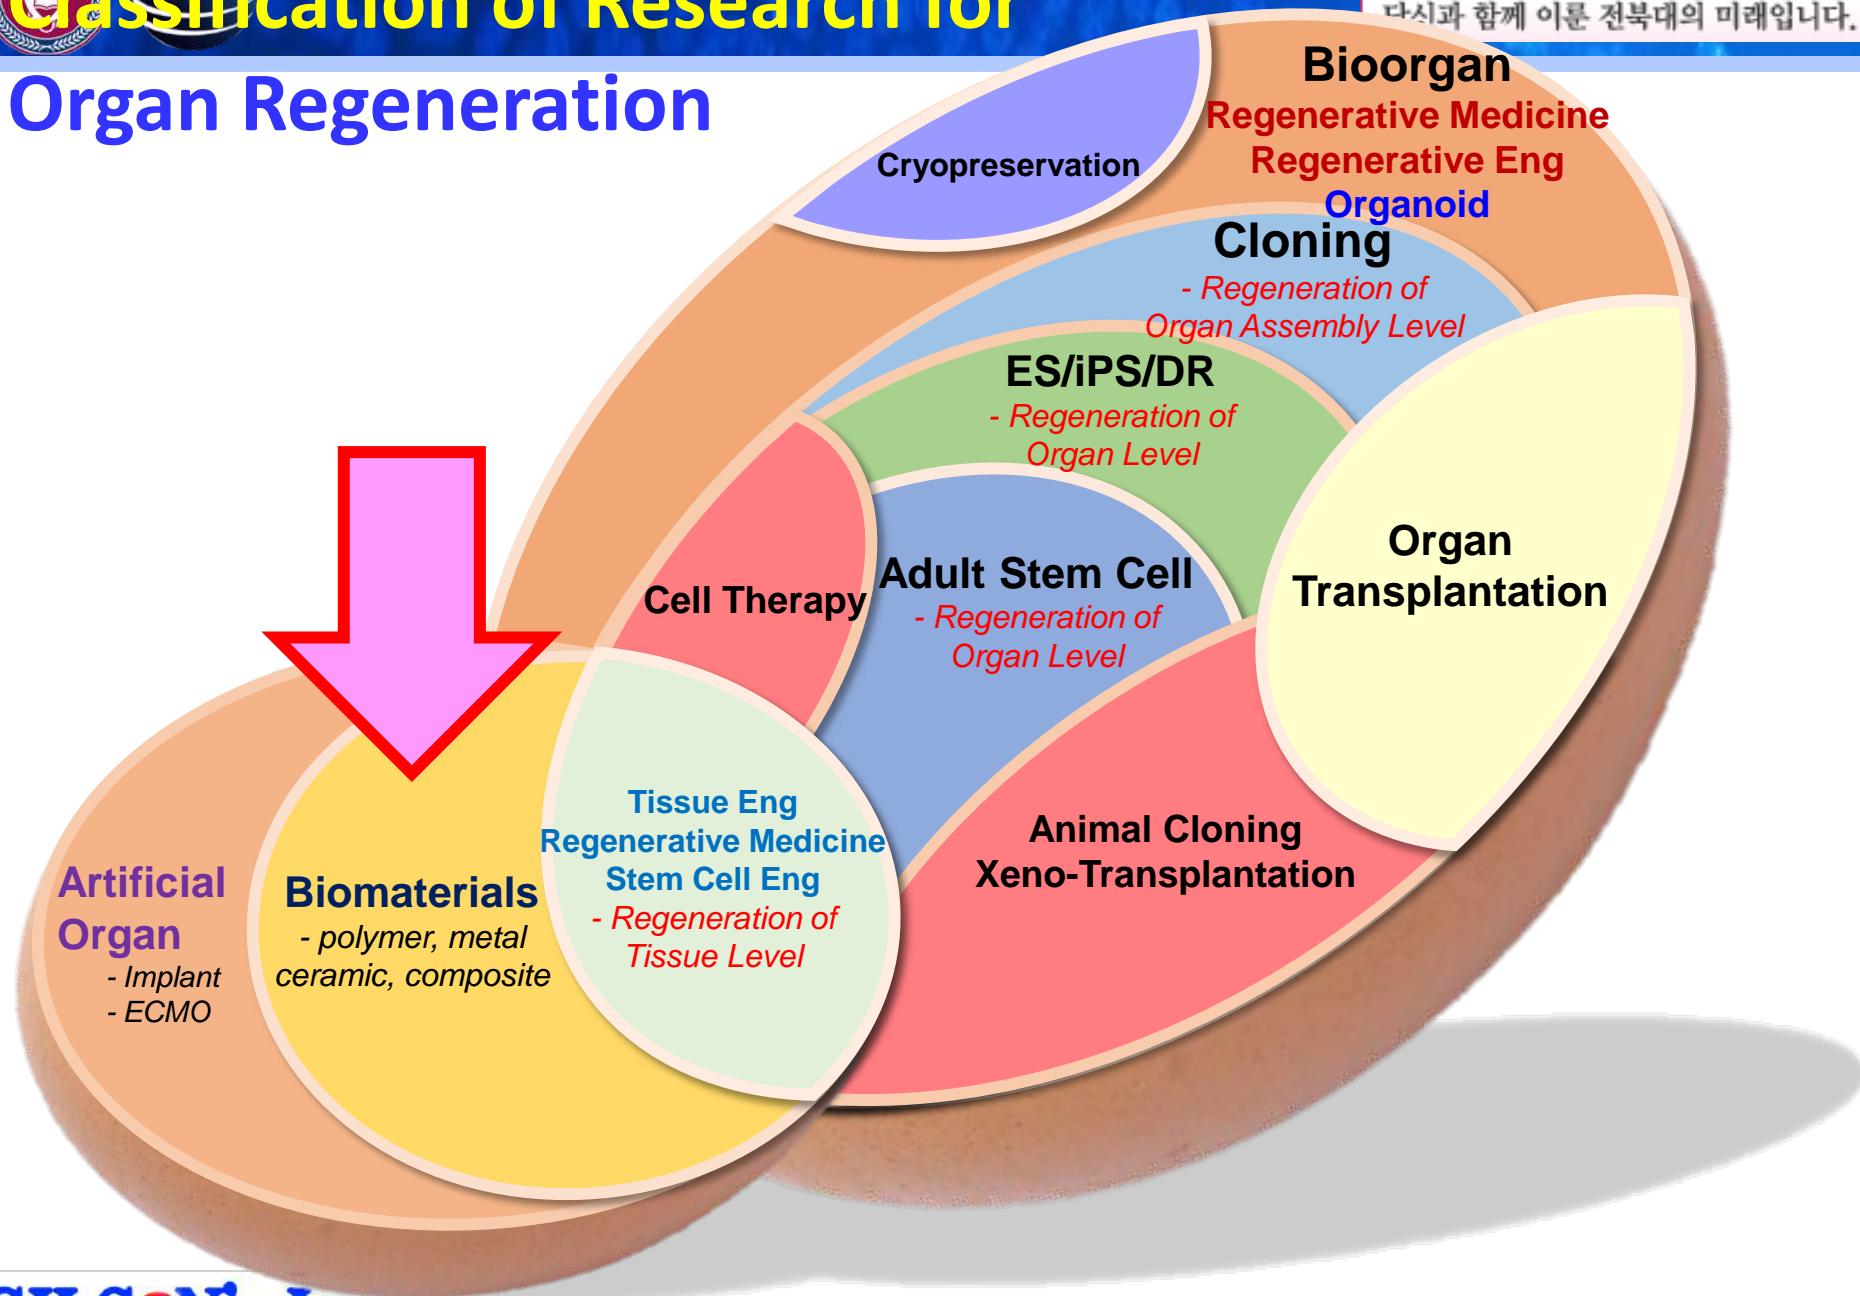 Classification of Research for
당신과 함께 이룬 전북대의 미래입니다.
Organ Regeneration
Bioorgan
Regenerative Medicine
Regenerative Eng
Organoid
Cryopreservation
Cloning
- Regeneration of
Organ Assembly Level
ES/iPS/DR
- Regeneration of
Organ Level
Organ
Transplantation
Cell Therapy
Adult Stem Cell
- Regeneration of
Organ Level
Tissue Eng
Regenerative Medicine
Stem Cell Eng
- Regeneration of
Tissue Level
Animal Cloning
Xeno-Transplantation
Artificial
Organ
- Implant
- ECMO
Biomaterials
- polymer, metal
ceramic, composite